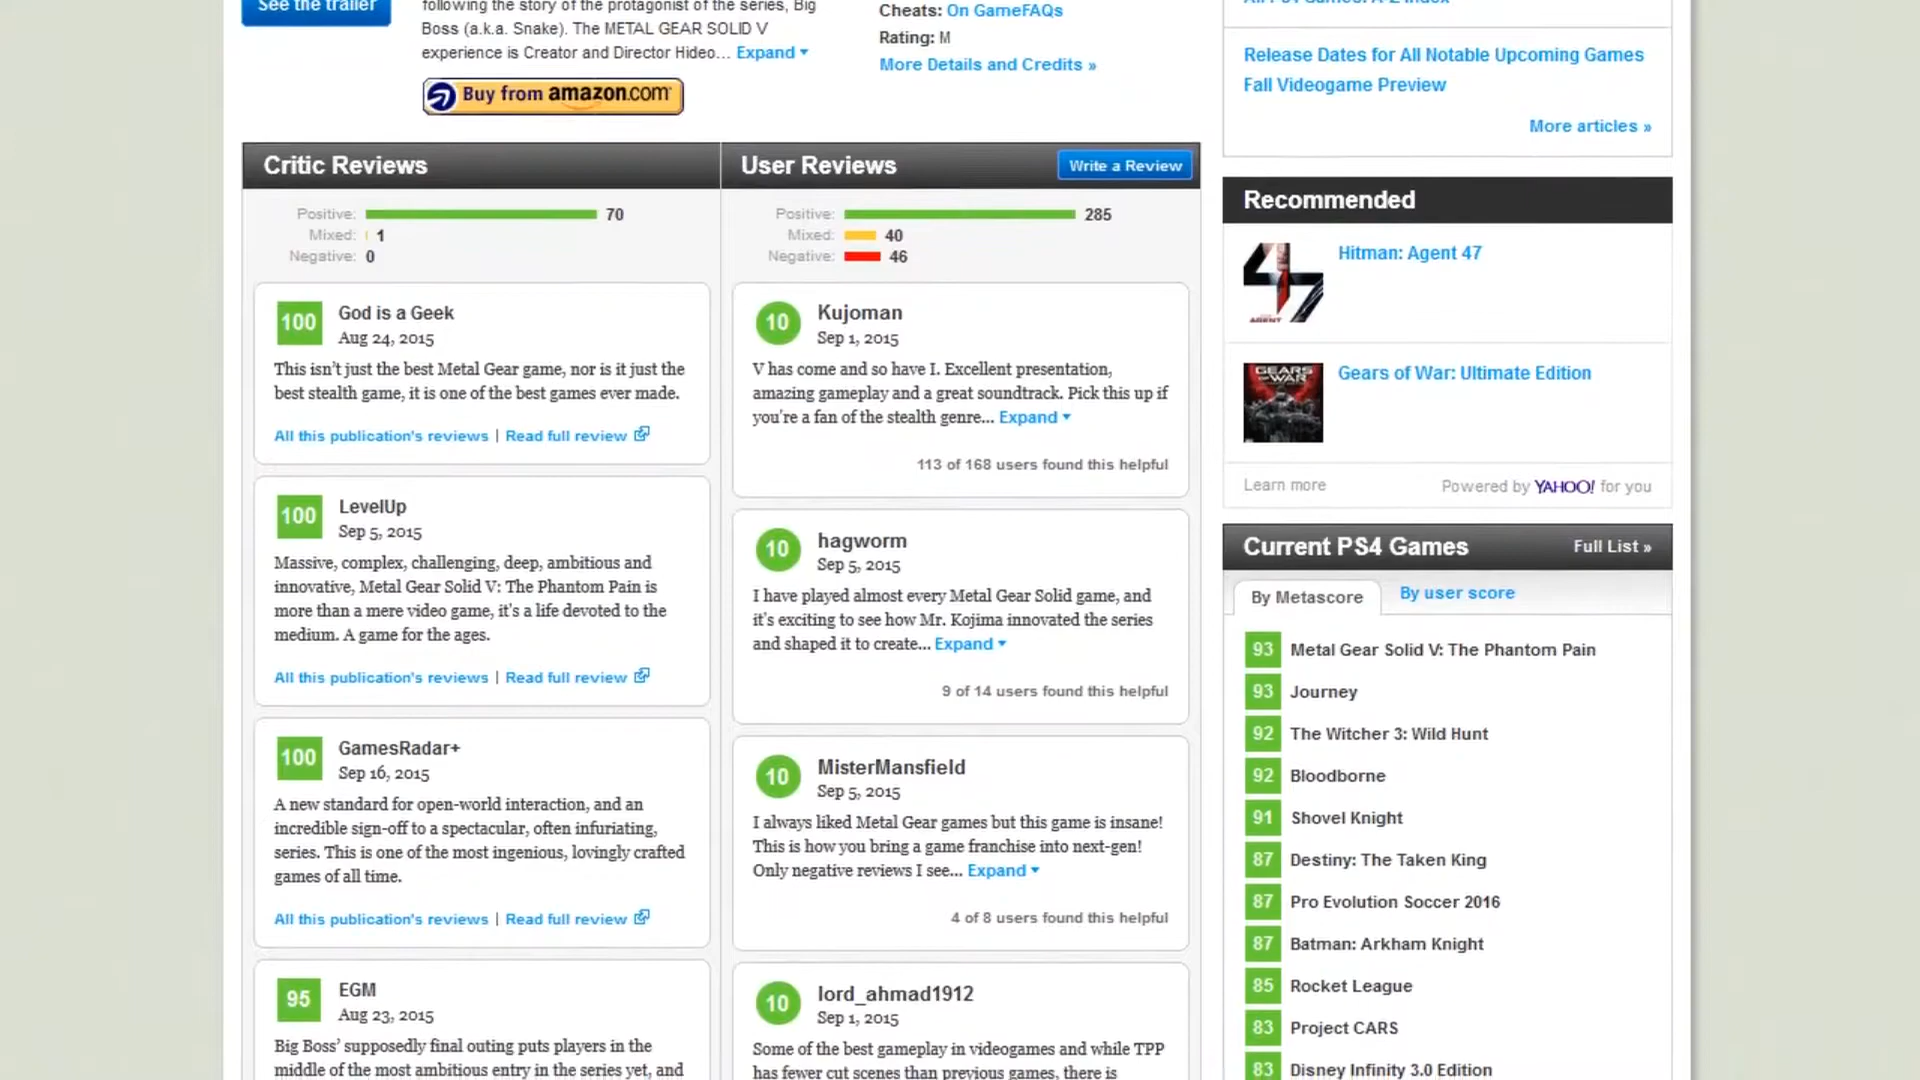 See the trailer
following the story of the protagonist of the series, Big
Boss (a.k.a. Snake). The METAL GEAR SOLID V
experience is Creator and Director Hideo... Expand
Buy from amazon.com
Cheats: On GameFAQs
Rating: M
More Details and Credits »
Critic Reviews
Positive: 70
Mixed: 1
Negative: 0
100 God is a Geek
Aug 24, 2015
This isn't just the best Metal Gear game, nor is it just the
best stealth game, it is one of the best games ever made.
All this publication's reviews | Read full review
100 LevelUp
Sep 5, 2015
Massive, complex, challenging, deep, ambitious and
innovative, Metal Gear Solid V: The Phantom Pain is
more than a mere video game, it's a life devoted to the
medium. A game for the ages.
All this publication's reviews | Read full review
100 GamesRadar+
Sep 16, 2015
A new standard for open-world interaction, and an
incredible sign-off to a spectacular, often infuriating,
series. This is one of the most ingenious, lovingly crafted
games of all time.
All this publication's reviews | Read full review
95 EGM
Aug 23, 2015
Big Boss' supposedly final outing puts players in the
middle of the most ambitious entry in the series yet, and
User Reviews
Write a Review
Positive: 285
Mixed: 40
Negative: 46
10 Kujoman
Sep 1, 2015
V has come and so have I. Excellent presentation,
amazing gameplay and a great soundtrack. Pick this up if
you're a fan of the stealth genre... Expand
113 of 168 users found this helpful
10 hagworm
Sep 5, 2015
I have played almost every Metal Gear Solid game, and
it's exciting to see how Mr. Kojima innovated the series
and shaped it to create... Expand
9 of 14 users found this helpful
10 MisterMansfield
Sep 5, 2015
I always liked Metal Gear games but this game is insane!
This is how you bring a game franchise into next-gen!
Only negative reviews I see... Expand
4 of 8 users found this helpful
10 lord_ahmad1912
Sep 1, 2015
Some of the best gameplay in videogames and while TPP
has fewer cut scenes than previous games, there is
Release Dates for All Notable Upcoming Games
Fall Videogame Preview
More articles »
Recommended
47
AGENT
Hitman: Agent 47
GEARS
OF WAR
Gears of War: Ultimate Edition
Learn more
Powered by YAHOO! for you
Current PS4 Games
Full List »
By Metascore
By user score
93 Metal Gear Solid V: The Phantom Pain
93 Journey
92 The Witcher 3: Wild Hunt
92 Bloodborne
91 Shovel Knight
87 Destiny: The Taken King
87 Pro Evolution Soccer 2016
87 Batman: Arkham Knight
85 Rocket League
83 Project CARS
83 Disney Infinity 3.0 Edition